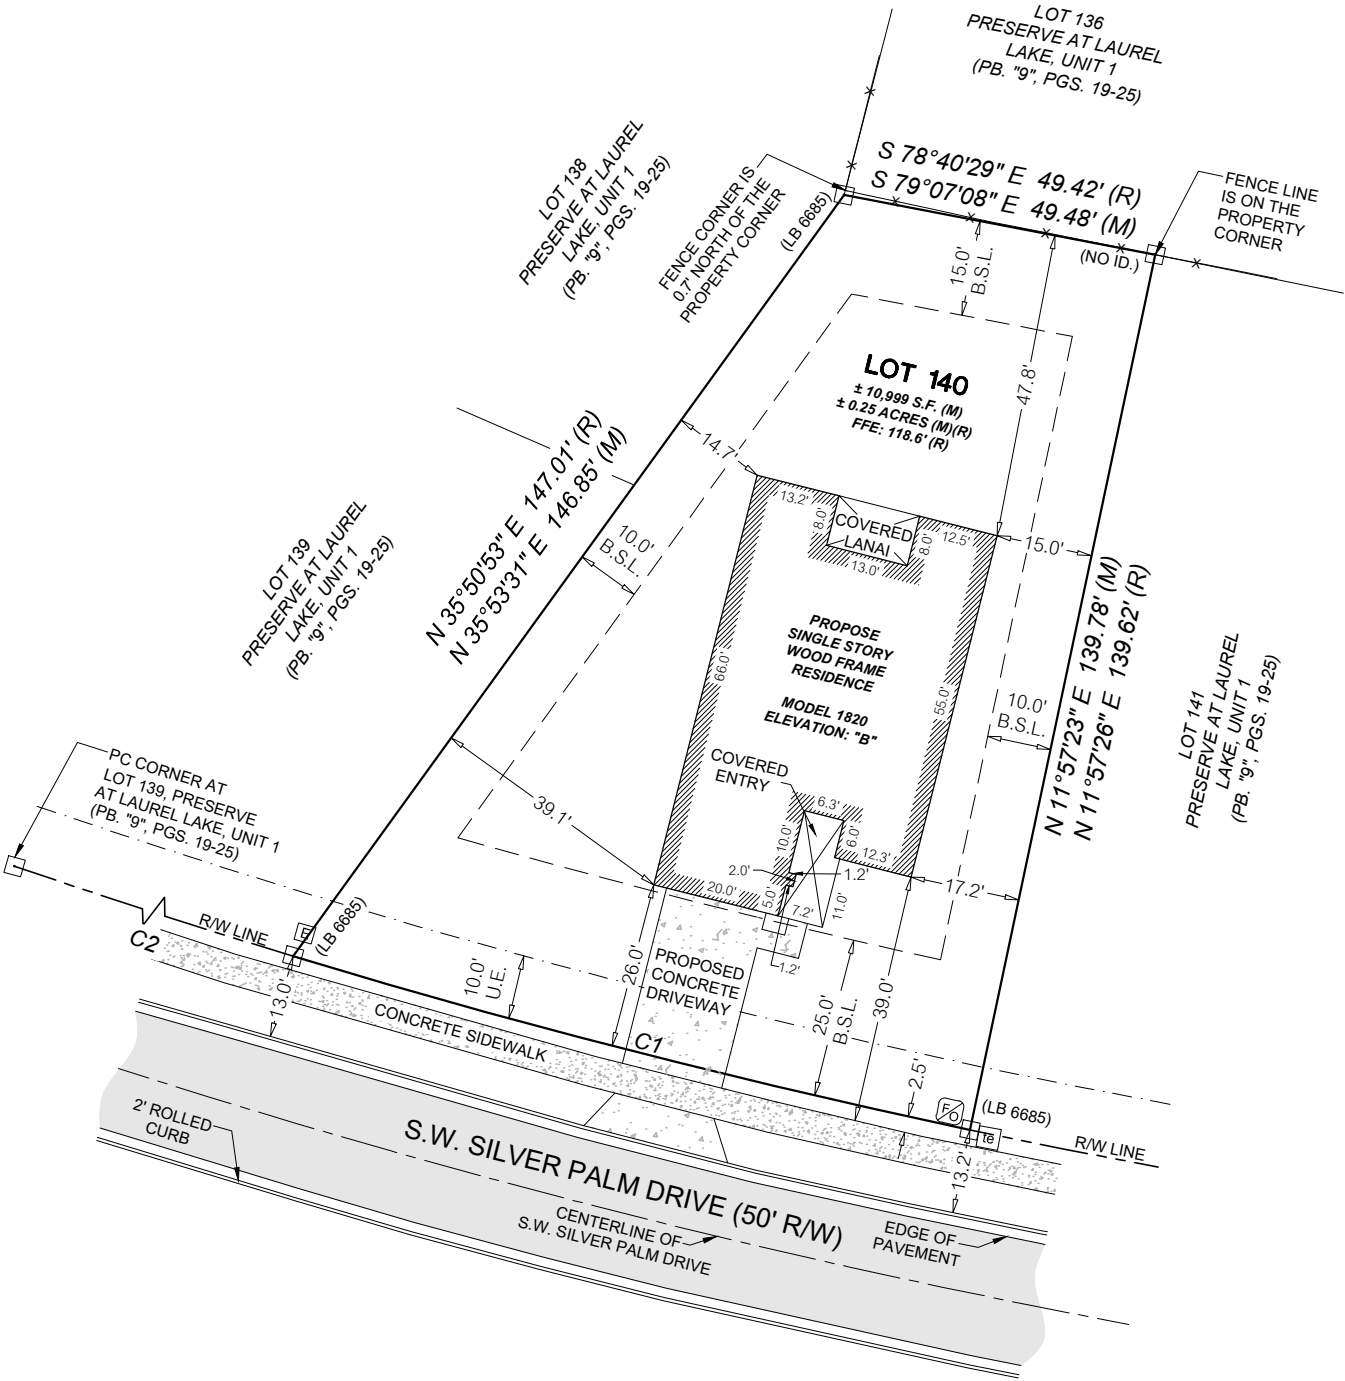 LOT 136
PRESERVE AT LAUREL
LAKE, UNIT 1
(PB. "9", PGS. 19-25)
LOT 138
PRESERVE AT LAUREL
LAKE, UNIT 1
(PB. "9", PGS. 19-25)
FENCE CORNER IS
0.7' NORTH OF THE
PROPERTY CORNER
(LB 6685)
S 78°40'29" E 49.42' (R)
S 79°07'08" E 49.48' (M)
FENCE LINE
IS ON THE
PROPERTY
CORNER
(NO ID.)
15.0'
B.S.L.
47.8'
LOT 140
± 10,999 S.F. (M)
± 0.25 ACRES (M)(R)
FFE: 118.6' (R)
14.7'
N 35°50'53" E 147.01' (R)
N 35°53'31" E 146.85' (M)
10.0'
B.S.L.
LOT 139
PRESERVE AT LAUREL
LAKE, UNIT 1
(PB. "9", PGS. 19-25)
13.2'
8.0'
COVERED
LANAI
8.0'
12.5'
13.0'
15.0'
N 11°57'23" E 139.78' (M)
N 11°57'26" E 139.62' (R)
LOT 141
PRESERVE AT LAUREL
LAKE, UNIT 1
(PB. "9", PGS. 19-25)
PROPOSE
SINGLE STORY
WOOD FRAME
RESIDENCE
MODEL 1820
ELEVATION: "B"
66.0'
55.0'
10.0'
B.S.L.
COVERED
ENTRY
6.3'
10.0'
6.0'
12.3'
2.0'
1.2'
20.0'
5.0'
7.2'
11.0'
1.2'
17.2'
39.1'
PC CORNER AT
LOT 139, PRESERVE
AT LAUREL LAKE, UNIT 1
(PB. "9", PGS. 19-25)
C2
R/W LINE
E
(LB 6685)
13.0'
10.0'
U.E.
26.0'
PROPOSED
CONCRETE
DRIVEWAY
25.0'
B.S.L.
39.0'
CONCRETE SIDEWALK
C1
2.5'
FO
(LB 6685)
te
R/W LINE
13.2'
2' ROLLED
CURB
S.W. SILVER PALM DRIVE (50' R/W)
CENTERLINE OF
S.W. SILVER PALM DRIVE
EDGE OF
PAVEMENT